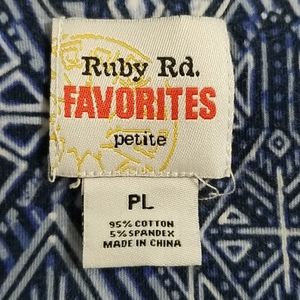 Ruby Rd.
FAVORITES
petite
PL
95% COTTON
5% SPANDEX
MADE IN CHINA